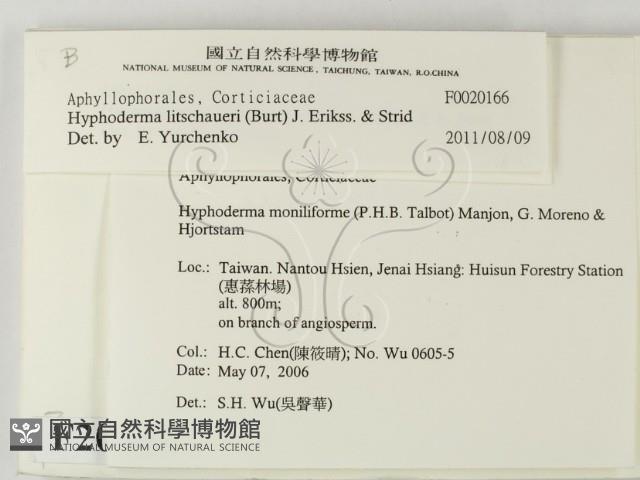 B
國立自然科學博物館
NATIONAL MUSEUM OF NATURAL SCIENCE, TAICHUNG, TAIWAN, R.O.CHINA
Aphyllophorales, Corticiaceae F0020166
Hyphoderma litschaueri (Burt) J. Erikss. & Strid
Det. by E. Yurchenko 2011/08/09
Aphyllophorales, Corticiaceae
Hyphoderma moniliforme (P.H.B. Talbot) Manjon, G. Moreno &
Hjortstam
Loc.: Taiwan. Nantou Hsien, Jenai Hsiang: Huisun Forestry Station
(惠蓀林場)
alt. 800m;
on branch of angiosperm.
Col.: H.C. Chen(陳筱晴); No. Wu 0605-5
Date: May 07, 2006
Det.: S.H. Wu(吳聲華)
國立自然科學博物館
NATIONAL MUSEUM OF NATURAL SCIENCE